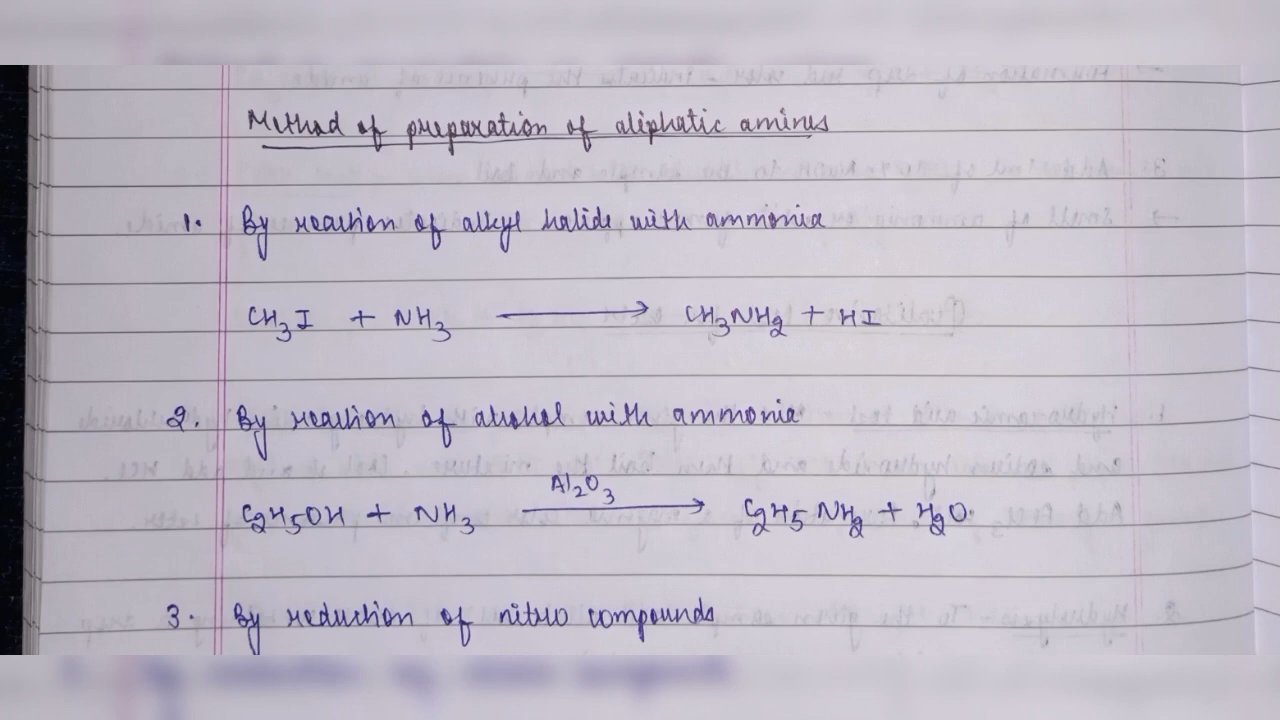 Method of preparation of aliphatic amines
1. By reaction of alkyl halide with ammonia
CH₃I + NH₃ ⟶ CH₃NH₂ + HI
2. By reaction of alcohol with ammonia
C₂H₅OH + NH₃ ⟶ C₂H₅NH₂ + H₂O.
Al₂O₃
3. By reduction of nitro compounds